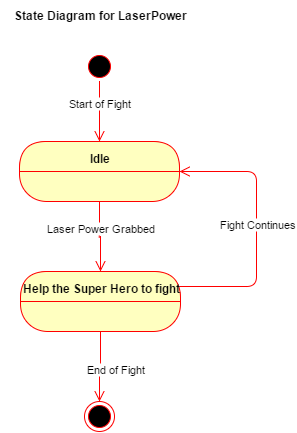 State Diagram for LaserPower
Start of Fight
Idle
Laser Power Grabbed
Fight Continues
Help the Super Hero to fight
End of Fight